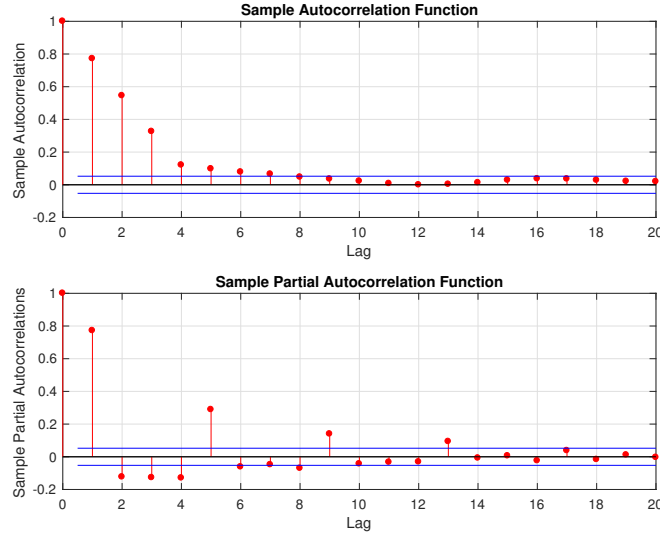 Sample Autocorrelation Function
1
0.8
0.6
0.4
0.2
0
-0.2
Sample Autocorrelation
0 2 4 6 8 10 12 14 16 18 20
Lag
Sample Partial Autocorrelation Function
1
0.8
0.6
0.4
0.2
0
-0.2
Sample Partial Autocorrelations
0 2 4 6 8 10 12 14 16 18 20
Lag